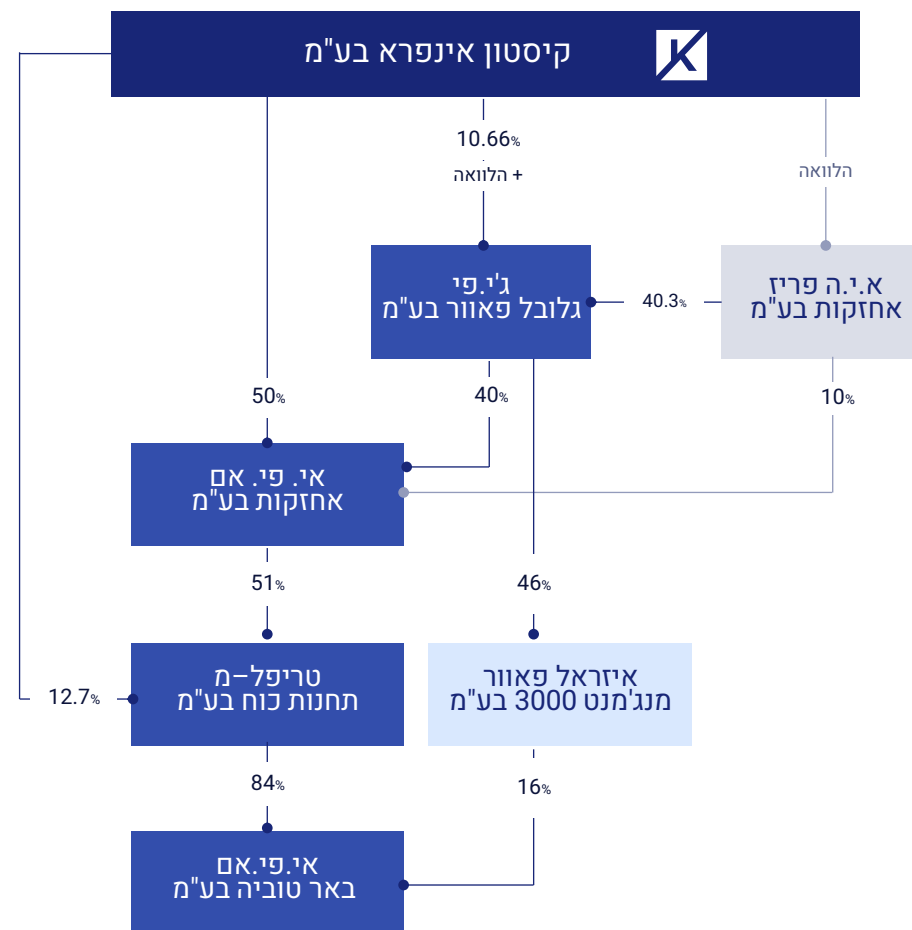 קיסטון אינפרא בע"מ
10.66%
+ הלוואה
הלוואה
ג'י.פי
גלובל פאוור בע"מ
40.3%
א.י.ה פריז
אחזקות בע"מ
50%
40%
10%
אי. פי. אם
אחזקות בע"מ
51%
46%
12.7%
טריפל-מ
תחנות כוח בע"מ
איזראל פאוור
מנג'מנט 3000 בע"מ
84%
16%
אי.פי.אם
באר טוביה בע"מ